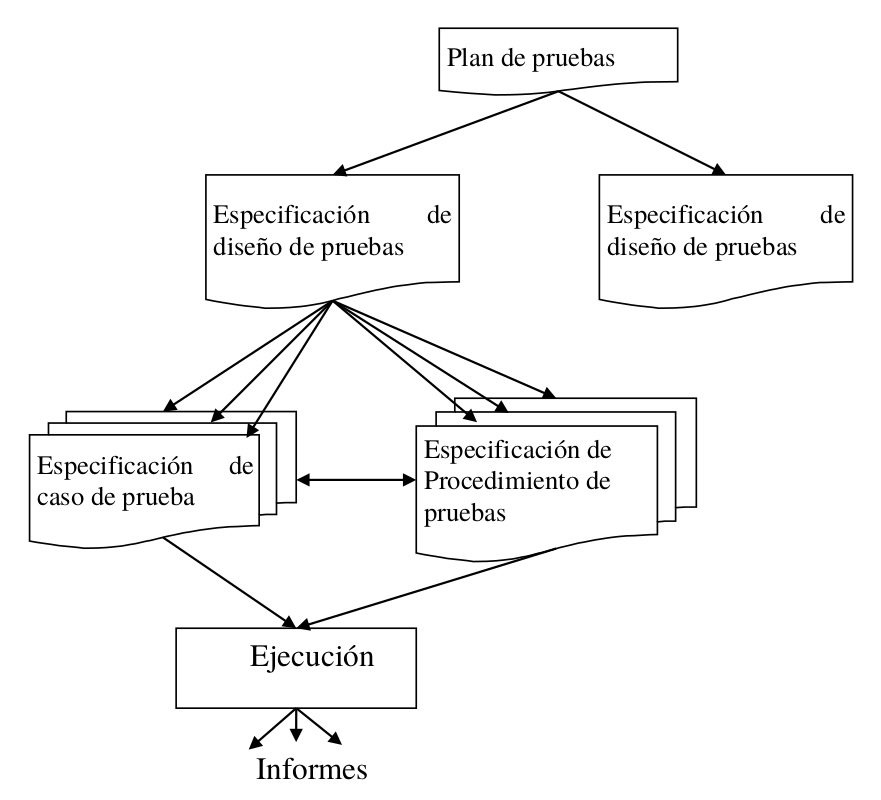 Plan de pruebas
Especificación de
diseño de pruebas
Especificación de
diseño de pruebas
Especificación de
caso de prueba
Especificación de
Procedimiento de
pruebas
Ejecución
Informes